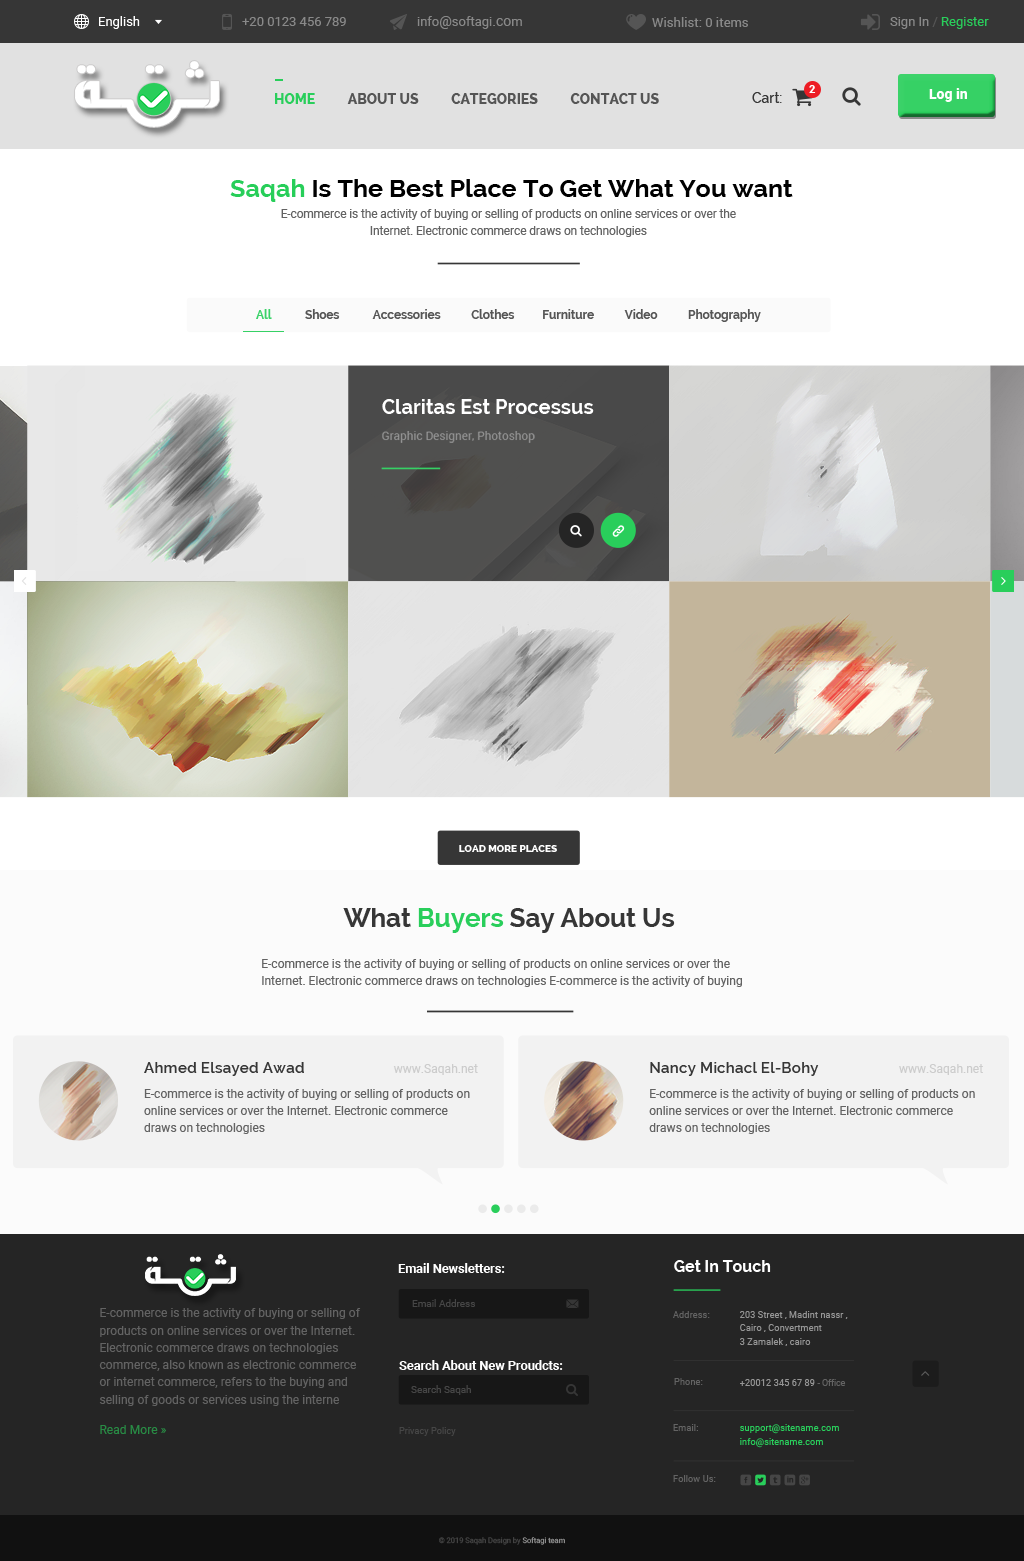 English
+20 0123 456 789
info@softagi.com
Wishlist: 0 items
Sign In / Register
ثقة
HOME
ABOUT US
CATEGORIES
CONTACT US
Cart:
2
Log in
Saqah Is The Best Place To Get What You want
E-commerce is the activity of buying or selling of products on online services or over the
Internet. Electronic commerce draws on technologies
All
Shoes
Accessories
Clothes
Furniture
Video
Photography
Claritas Est Processus
Graphic Designer, Photoshop
LOAD MORE PLACES
What Buyers Say About Us
E-commerce is the activity of buying or selling of products on online services or over the
Internet. Electronic commerce draws on technologies E-commerce is the activity of buying
Ahmed Elsayed Awad
www.Saqah.net
E-commerce is the activity of buying or selling of products on
online services or over the Internet. Electronic commerce
draws on technologies
Nancy Michacl El-Bohy
www.Saqah.net
E-commerce is the activity of buying or selling of products on
online services or over the Internet. Electronic commerce
draws on technologies
ثقة
E-commerce is the activity of buying or selling of
products on online services or over the Internet.
Electronic commerce draws on technologies
commerce, also known as electronic commerce
or internet commerce, refers to the buying and
selling of goods or services using the interne
Read More »
Email Newsletters:
Email Address
Search About New Proudcts:
Search Saqah
Privacy Policy
Get In Touch
Address:
203 Street , Madint nassr ,
Cairo , Convertment
3 Zamalek , cairo
Phone:
+20012 345 67 89 - Office
Email:
support@sitename.com
info@sitename.com
Follow Us:
© 2019 Saqah Design by Softagi team